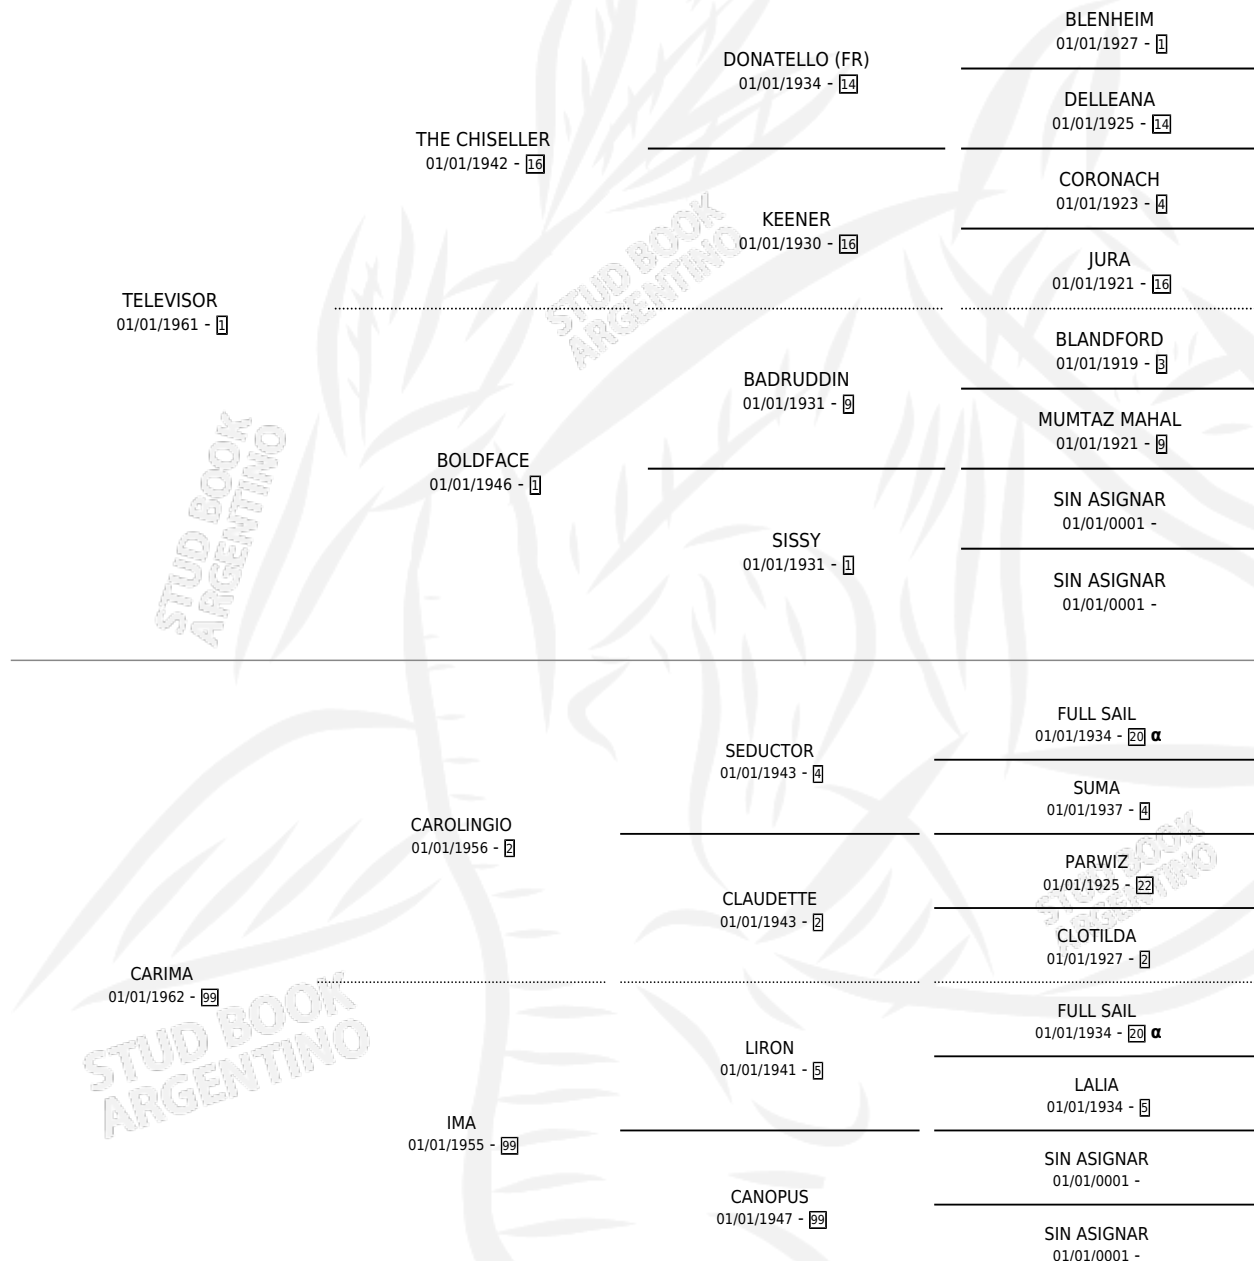 BLENHEIM
01/01/1927 - 1
DONATELLO (FR)
01/01/1934 - 14
DELLEANA
01/01/1925 - 14
THE CHISELLER
01/01/1942 - 16
CORONACH
01/01/1923 - 4
KEENER
01/01/1930 - 16
JURA
01/01/1921 - 16
TELEVISOR
01/01/1961 - 1
STUD BOOK
ARGENTINO
BLANDFORD
01/01/1919 - 3
BADRUDDIN
01/01/1931 - 9
MUMTAZ MAHAL
01/01/1921 - 9
BOLDFACE
01/01/1946 - 1
SIN ASIGNAR
01/01/0001 -
SISSY
01/01/1931 - 1
SIN ASIGNAR
01/01/0001 -
STUD BOOK
ARGENTINO
FULL SAIL
01/01/1934 - 20 α
SEDUCTOR
01/01/1943 - 4
SUMA
01/01/1937 - 4
CAROLINGIO
01/01/1956 - 2
PARWIZ
01/01/1925 - 22
CLAUDETTE
01/01/1943 - 2
CLOTILDA
01/01/1927 - 2
STUD BOOK
ARGENTINO
CARIMA
01/01/1962 - 99
FULL SAIL
01/01/1934 - 20 α
LIRON
01/01/1941 - 5
LALIA
01/01/1934 - 5
STUD BOOK
ARGENTINO
IMA
01/01/1955 - 99
SIN ASIGNAR
01/01/0001 -
CANOPUS
01/01/1947 - 99
SIN ASIGNAR
01/01/0001 -